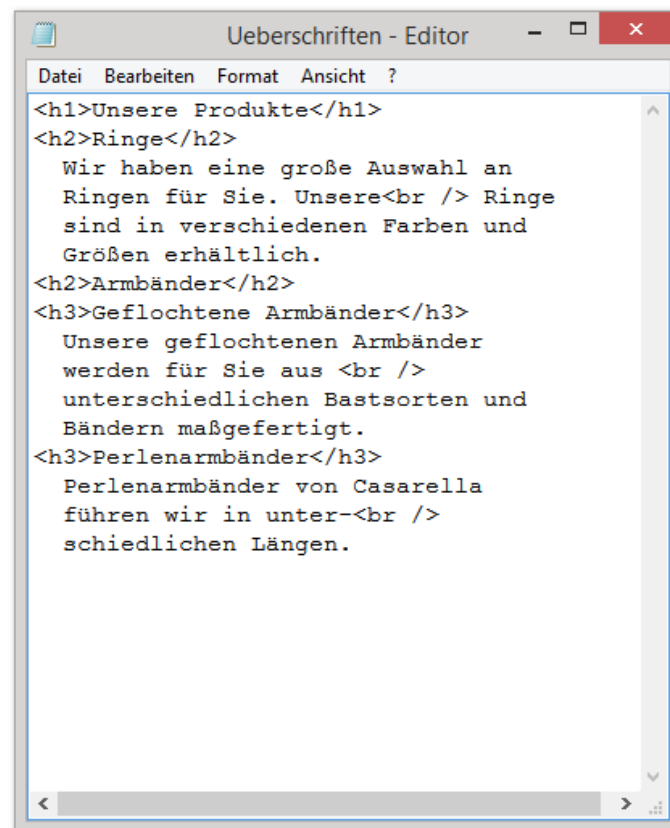 Ueberschriften - Editor
Datei Bearbeiten Format Ansicht ?
<h1>Unsere Produkte</h1>
<h2>Ringe</h2>
Wir haben eine große Auswahl an
Ringen für Sie. Unsere<br /> Ringe
sind in verschiedenen Farben und
Größen erhältlich.
<h2>Armbänder</h2>
<h3>Geflochtene Armbänder</h3>
Unsere geflochtenen Armbänder
werden für Sie aus <br />
unterschiedlichen Bastsorten und
Bändern maßgefertigt.
<h3>Perlenarmbänder</h3>
Perlenarmbänder von Casarella
führen wir in unter-<br />
schiedlichen Längen.